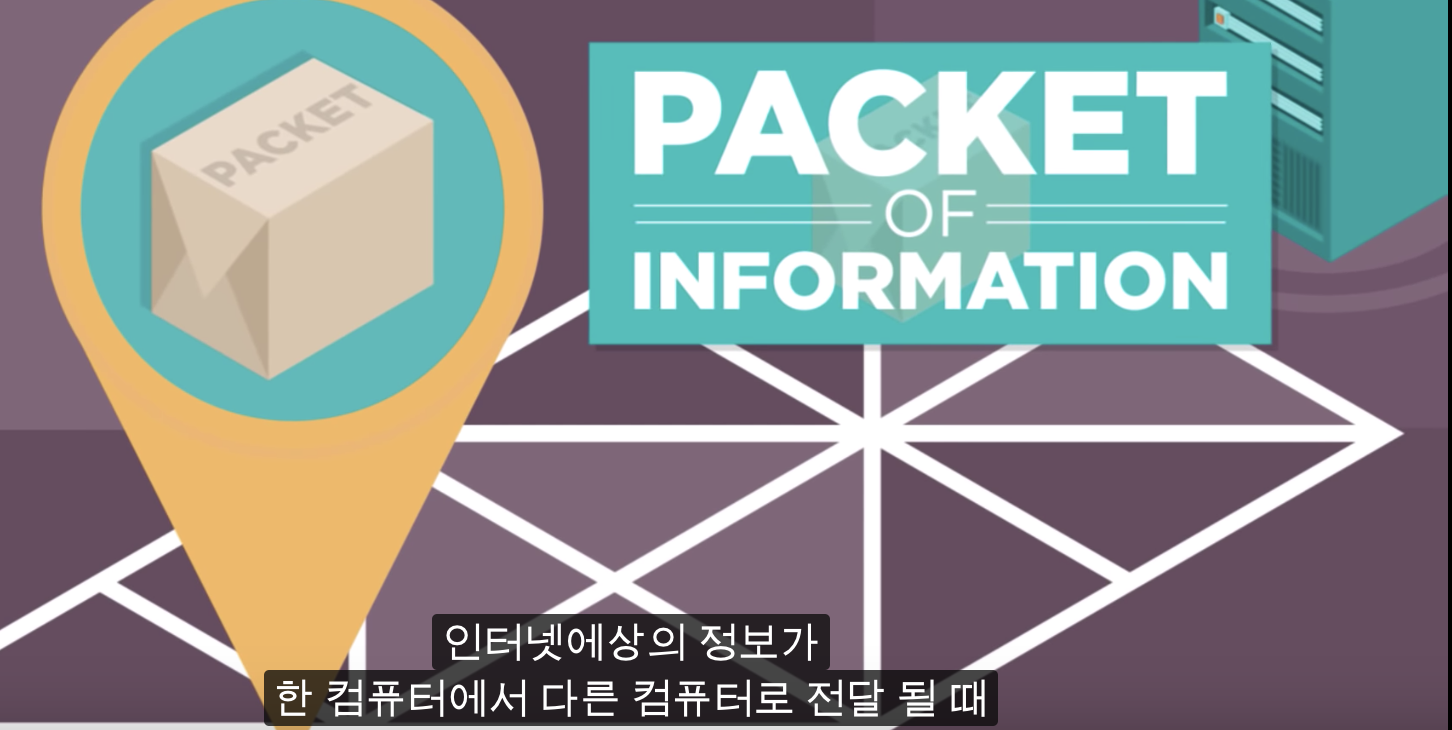 PACKET
PACKET
OF
INFORMATION
인터넷에상의 정보가
한 컴퓨터에서 다른 컴퓨터로 전달 될 때